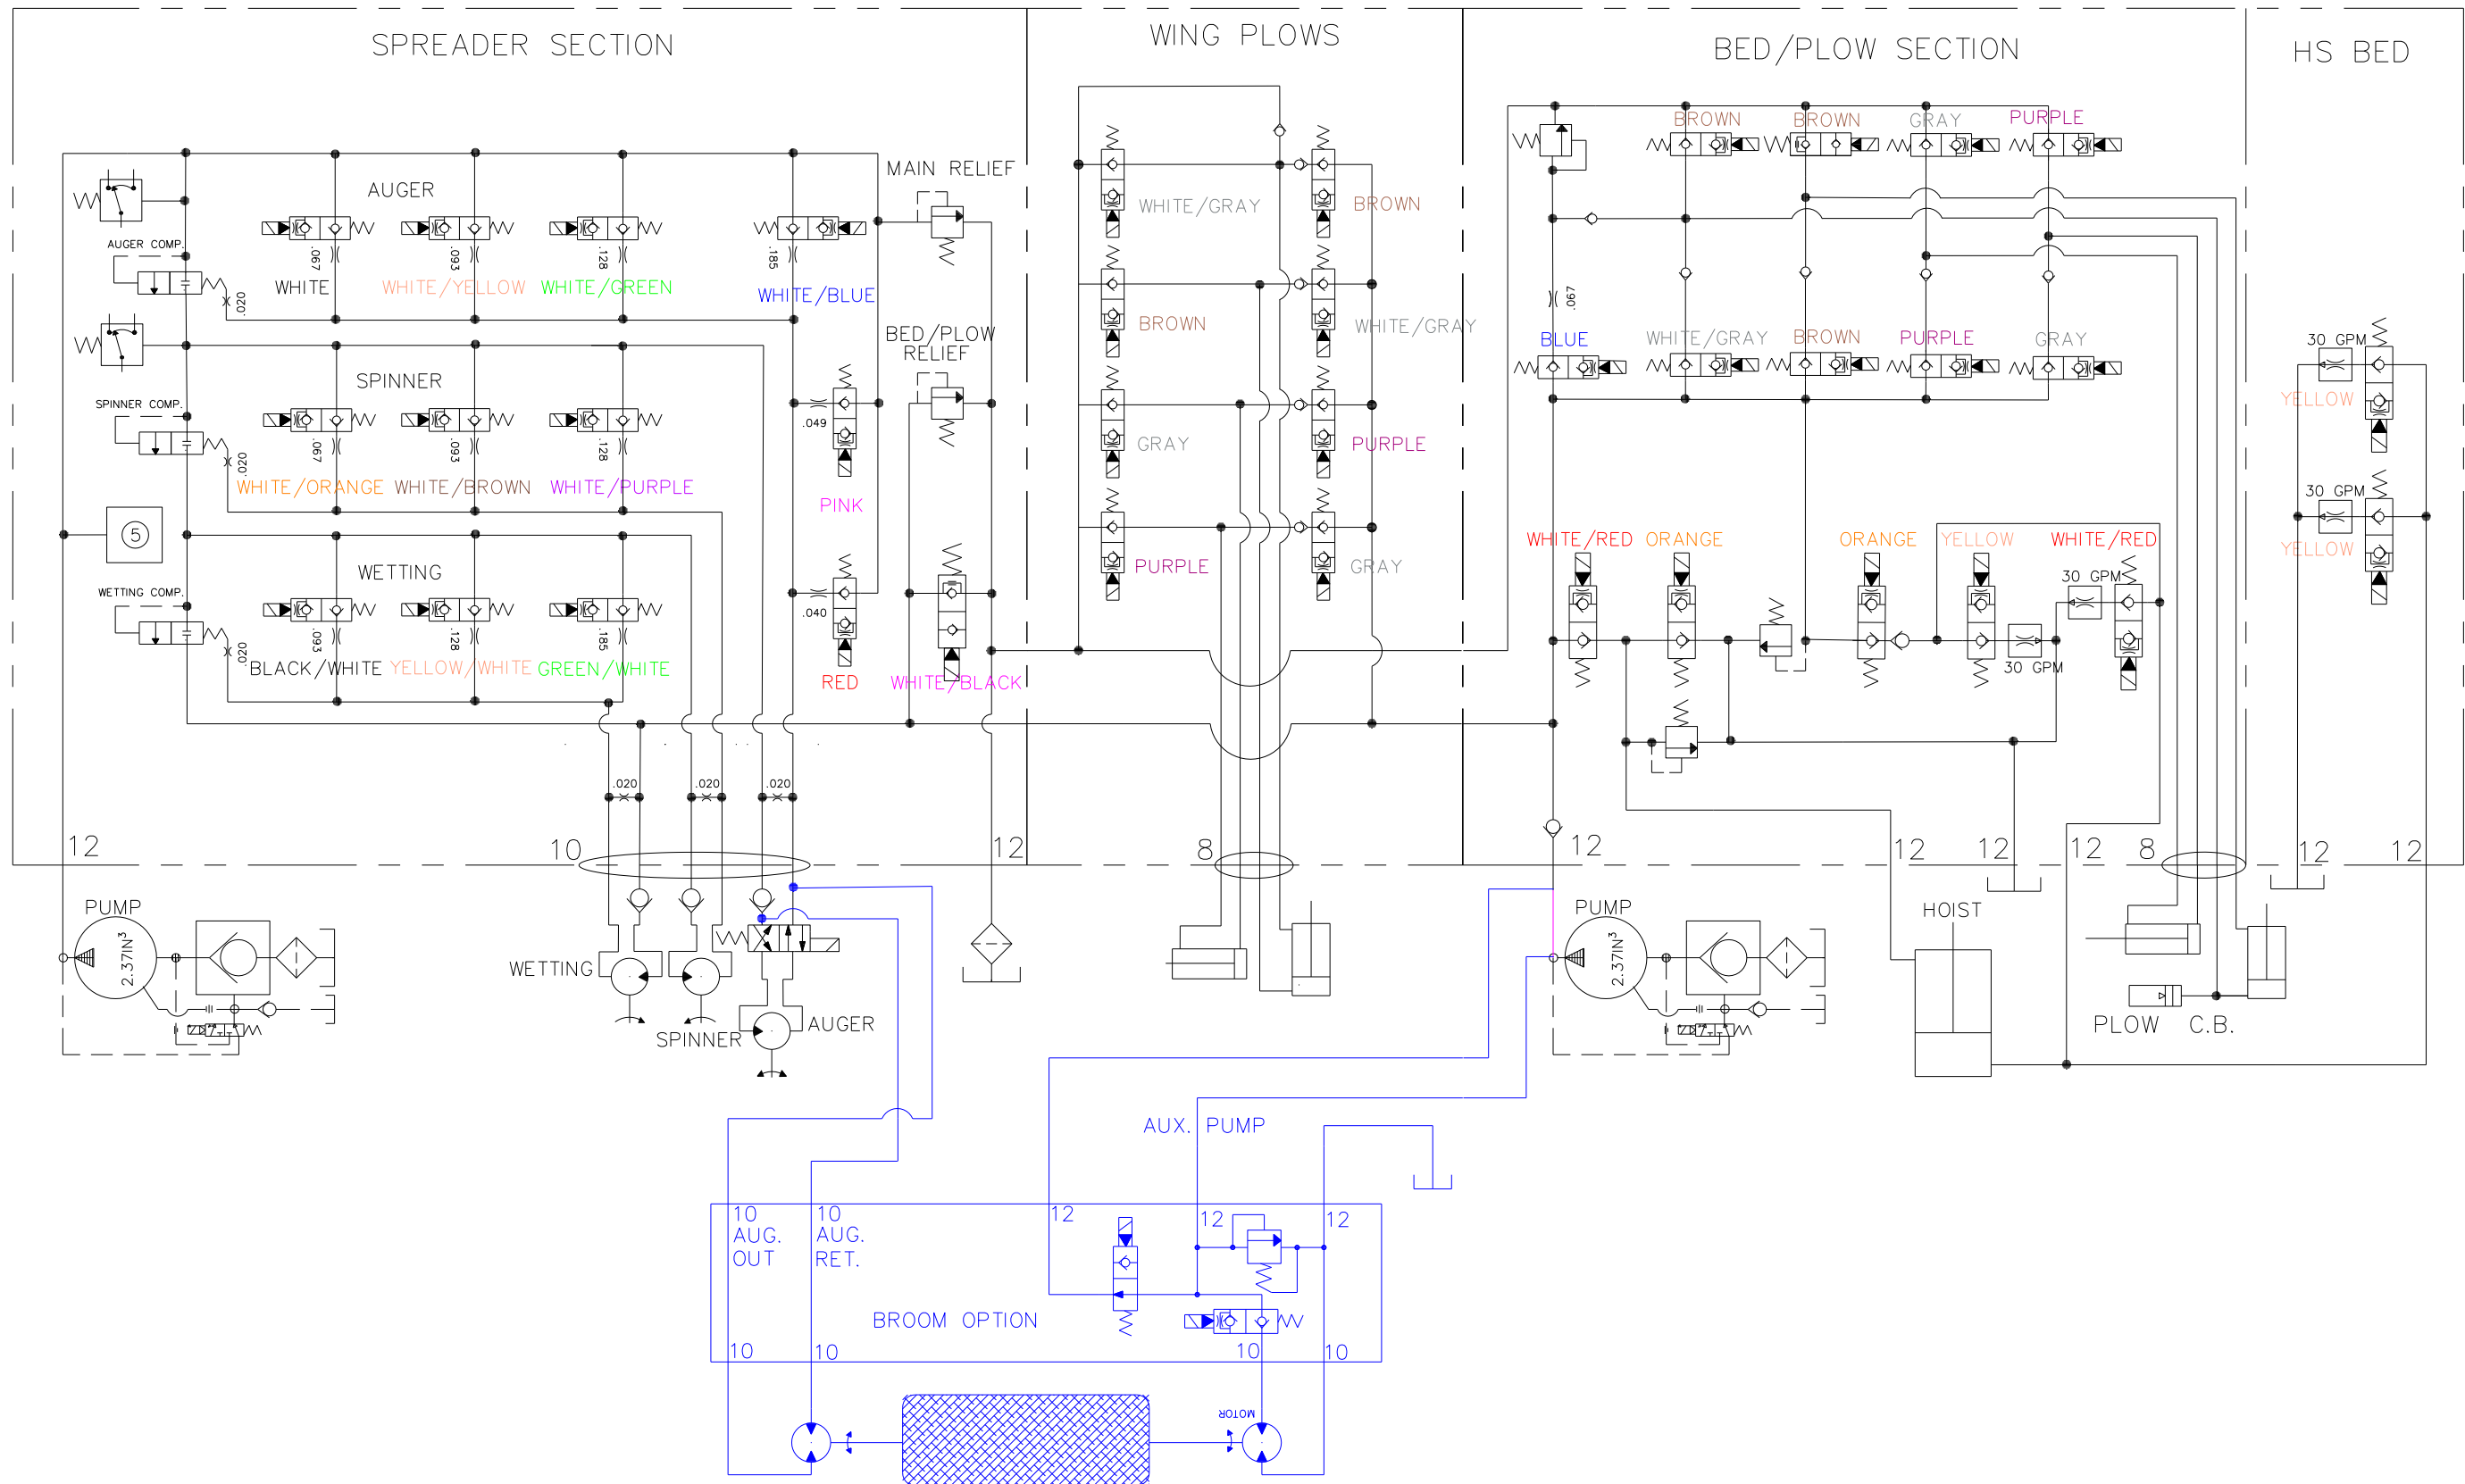 SPREADER SECTION
WING PLOWS
BED/PLOW SECTION
HS BED
AUGER
MAIN RELIEF
AUGER COMP.
.067
.093
.128
.185
.020
WHITE
WHITE/YELLOW
WHITE/GREEN
WHITE/BLUE
SPINNER
BED/PLOW
RELIEF
SPINNER COMP.
.067
.093
.128
.049
.020
WHITE/ORANGE
WHITE/BROWN
WHITE/PURPLE
PINK
5
WETTING
WETTING COMP.
.093
.128
.185
.040
.020
BLACK/WHITE
YELLOW/WHITE
GREEN/WHITE
RED
WHITE/BLACK
.020
.020
.020
12
10
12
WHITE/GRAY
BROWN
BROWN
WHITE/GRAY
GRAY
PURPLE
PURPLE
GRAY
8
BROWN
BROWN
GRAY
PURPLE
.067
BLUE
WHITE/GRAY
BROWN
PURPLE
GRAY
WHITE/RED
ORANGE
ORANGE
YELLOW
WHITE/RED
30 GPM
30 GPM
12
12
12
12
8
30 GPM
YELLOW
30 GPM
YELLOW
12
12
PUMP
2.37IN³
WETTING
SPINNER
AUGER
PUMP
2.37IN³
HOIST
PLOW C.B.
AUX. PUMP
10
AUG.
OUT
10
AUG.
RET.
12
12
12
BROOM OPTION
10
10
10
10
MOTOR